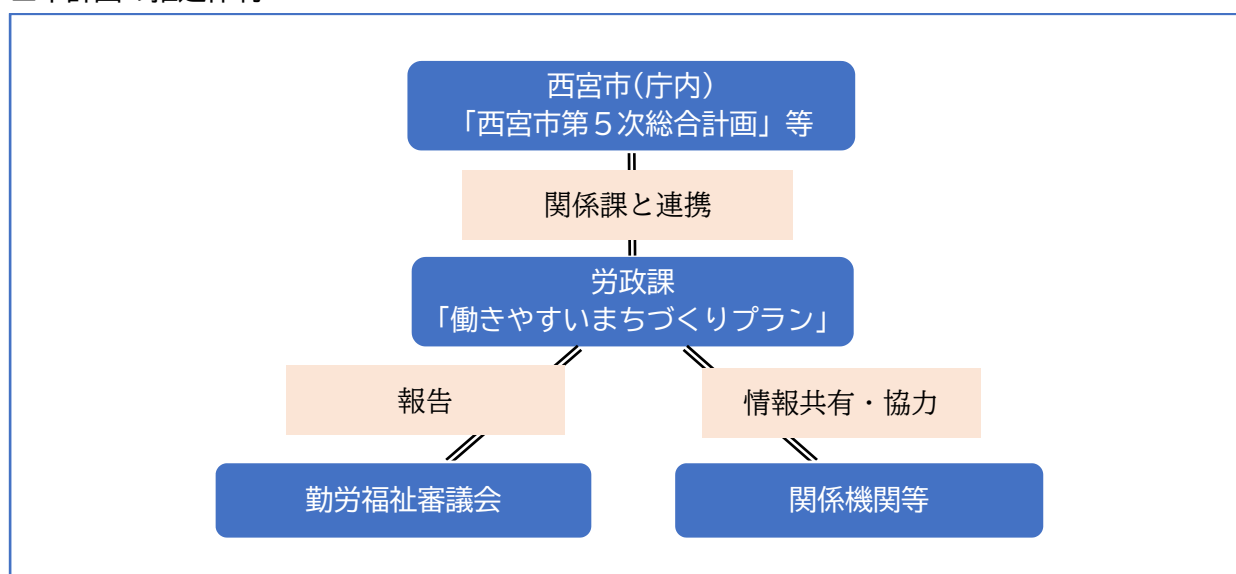 西宮市(庁内)
「西宮市第５次総合計画」等
関係課と連携
労政課
「働きやすいまちづくりプラン」
報告
情報共有・協力
勤労福祉審議会
関係機関等